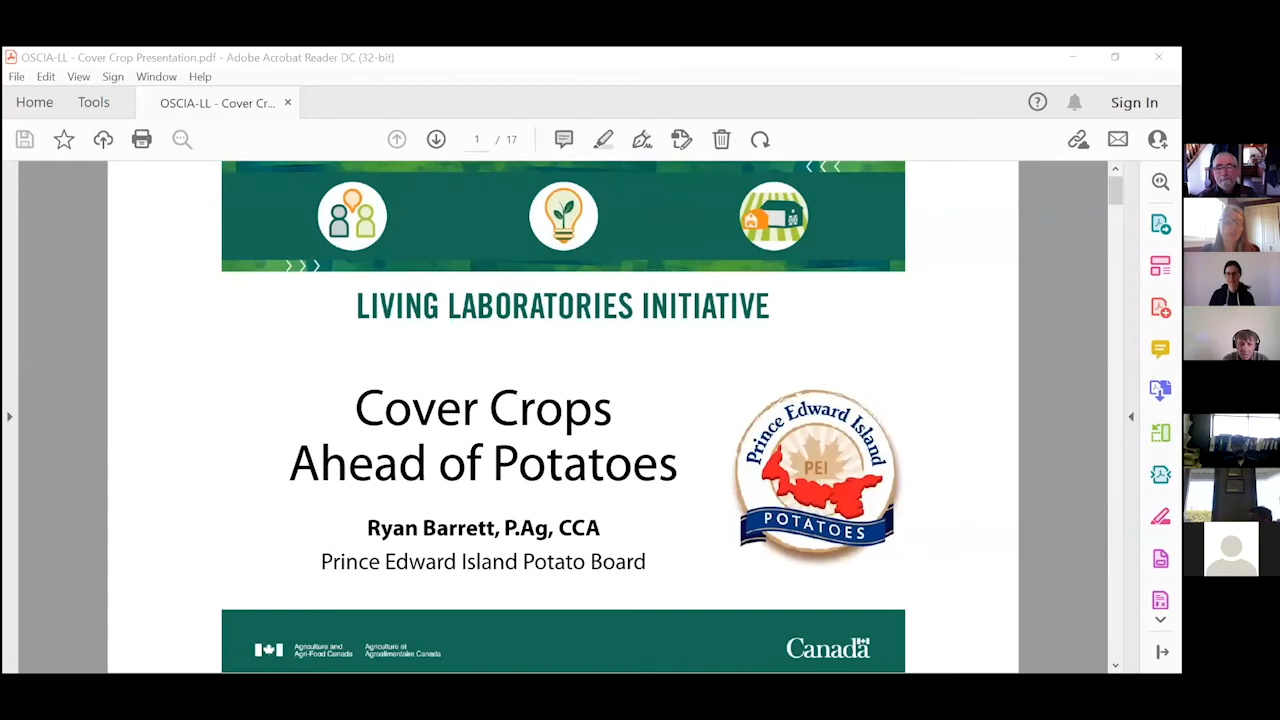 OSCIA-LL - Cover Crop Presentation.pdf - Adobe Acrobat Reader DC (32-bit)
File Edit View Sign Window Help
Home Tools OSCIA-LL - Cover Cr... × Sign In
1 / 17
LIVING LABORATORIES INITIATIVE
Cover Crops
Ahead of Potatoes
Ryan Barrett, P.Ag, CCA
Prince Edward Island Potato Board
Prince Edward Island
PEI
POTATOES
Agriculture and Agriculture et
Agri-Food Canada Agroalimentaire Canada
Canada